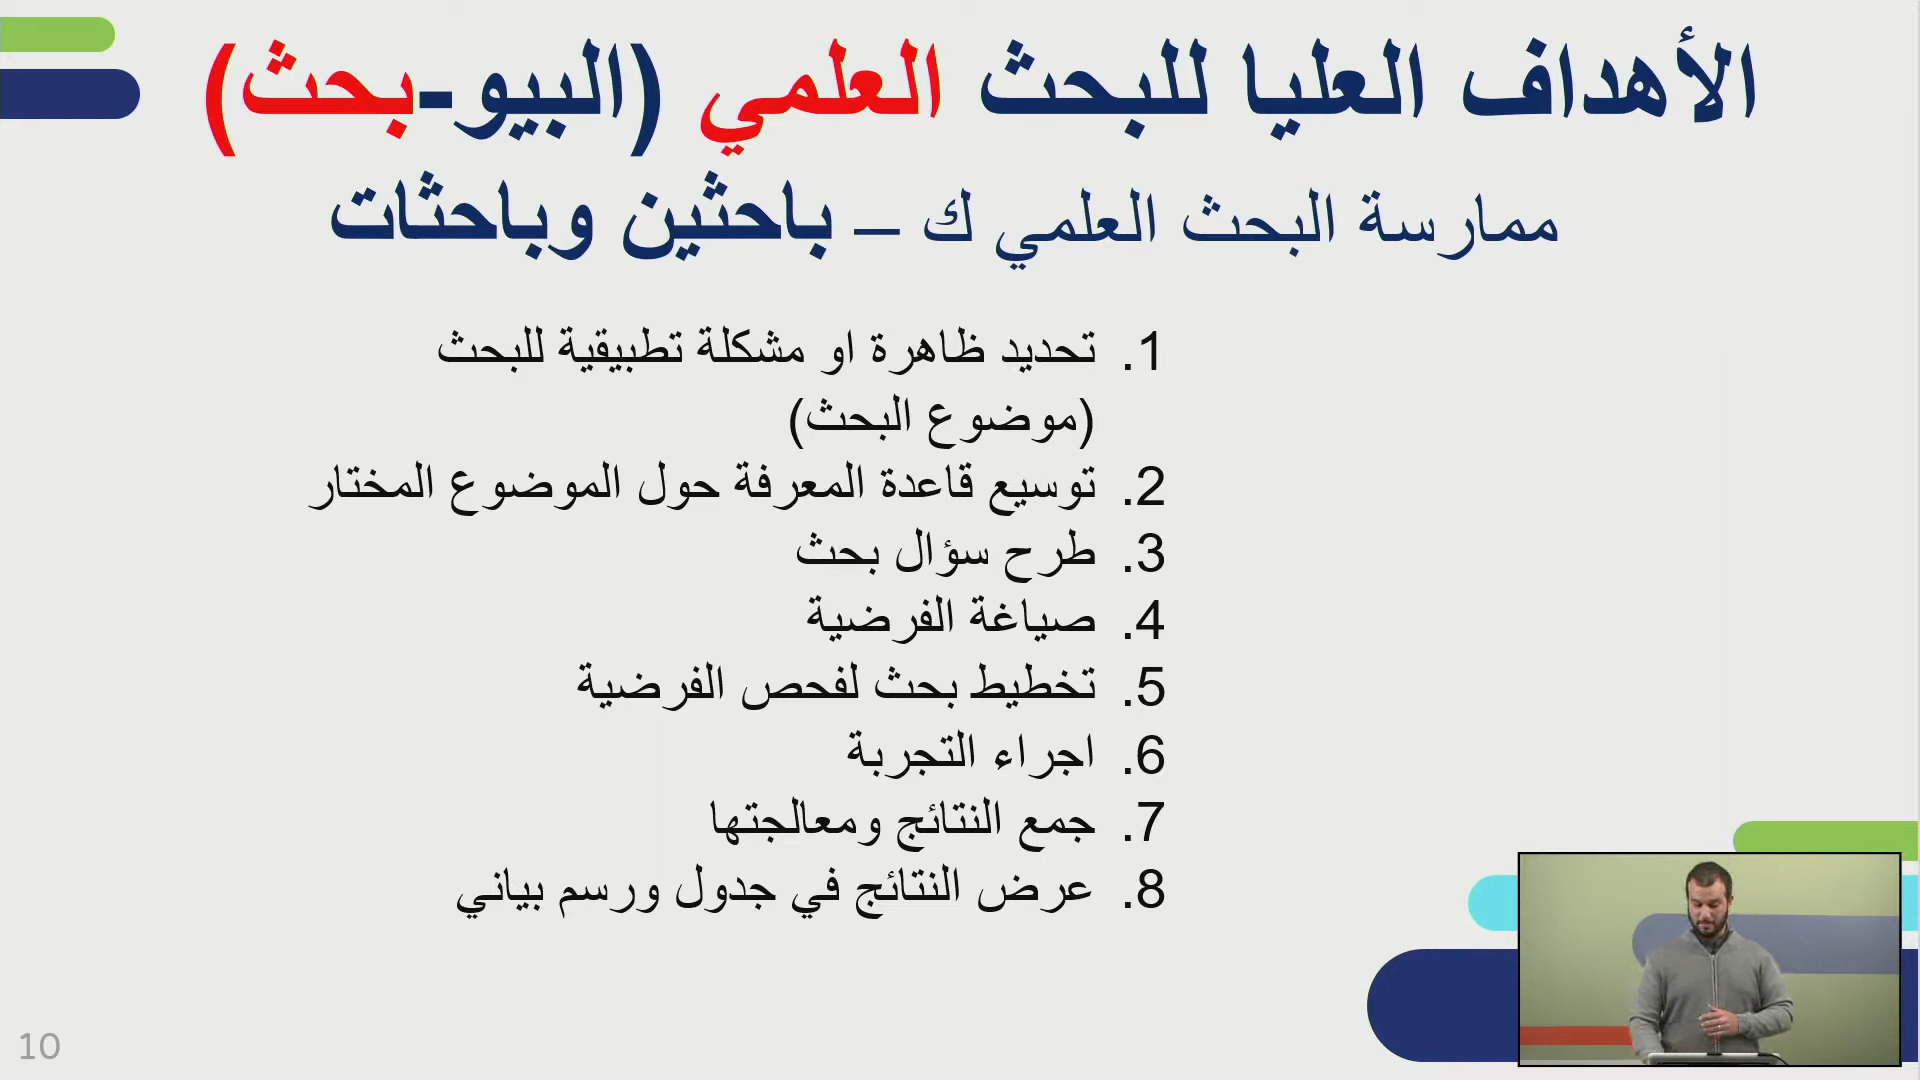 الأهداف العليا للبحث العلمي (البيو-بحث)
ممارسة البحث العلمي ك – باحثين وباحثات
1. تحديد ظاهرة او مشكلة تطبيقية للبحث
(موضوع البحث)
2. توسيع قاعدة المعرفة حول الموضوع المختار
3. طرح سؤال بحث
4. صياغة الفرضية
5. تخطيط بحث لفحص الفرضية
6. اجراء التجربة
7. جمع النتائج ومعالجتها
8. عرض النتائج في جدول ورسم بياني
10